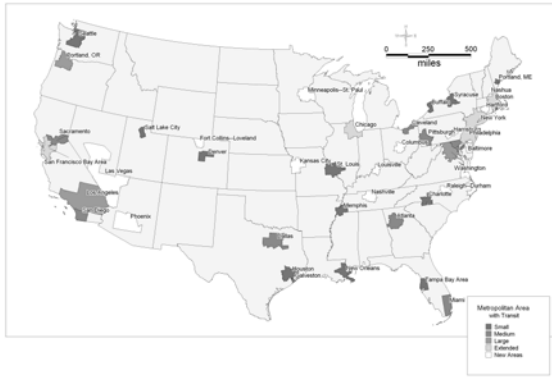 Seattle
Portland, OR
0 250 500
miles
Portland, ME
Minneapolis--St. Paul
Syracuse
Buffalo
Nashua
Boston
Hartford
New York
Chicago
Cleveland
Pittsburgh
Philadelphia
Sacramento
Salt Lake City
Fort Collins--Loveland
Denver
Kansas City
St. Louis
Louisville
Baltimore
Washington
San Francisco Bay Area
Las Vegas
Nashville
Raleigh--Durham
Los Angeles
San Diego
Phoenix
Memphis
Charlotte
Atlanta
Dallas
Houston
Galveston
New Orleans
Tampa Bay Area
Miami
Metropolitan Area
with Transit
Small
Medium
Large
Extended
New Areas